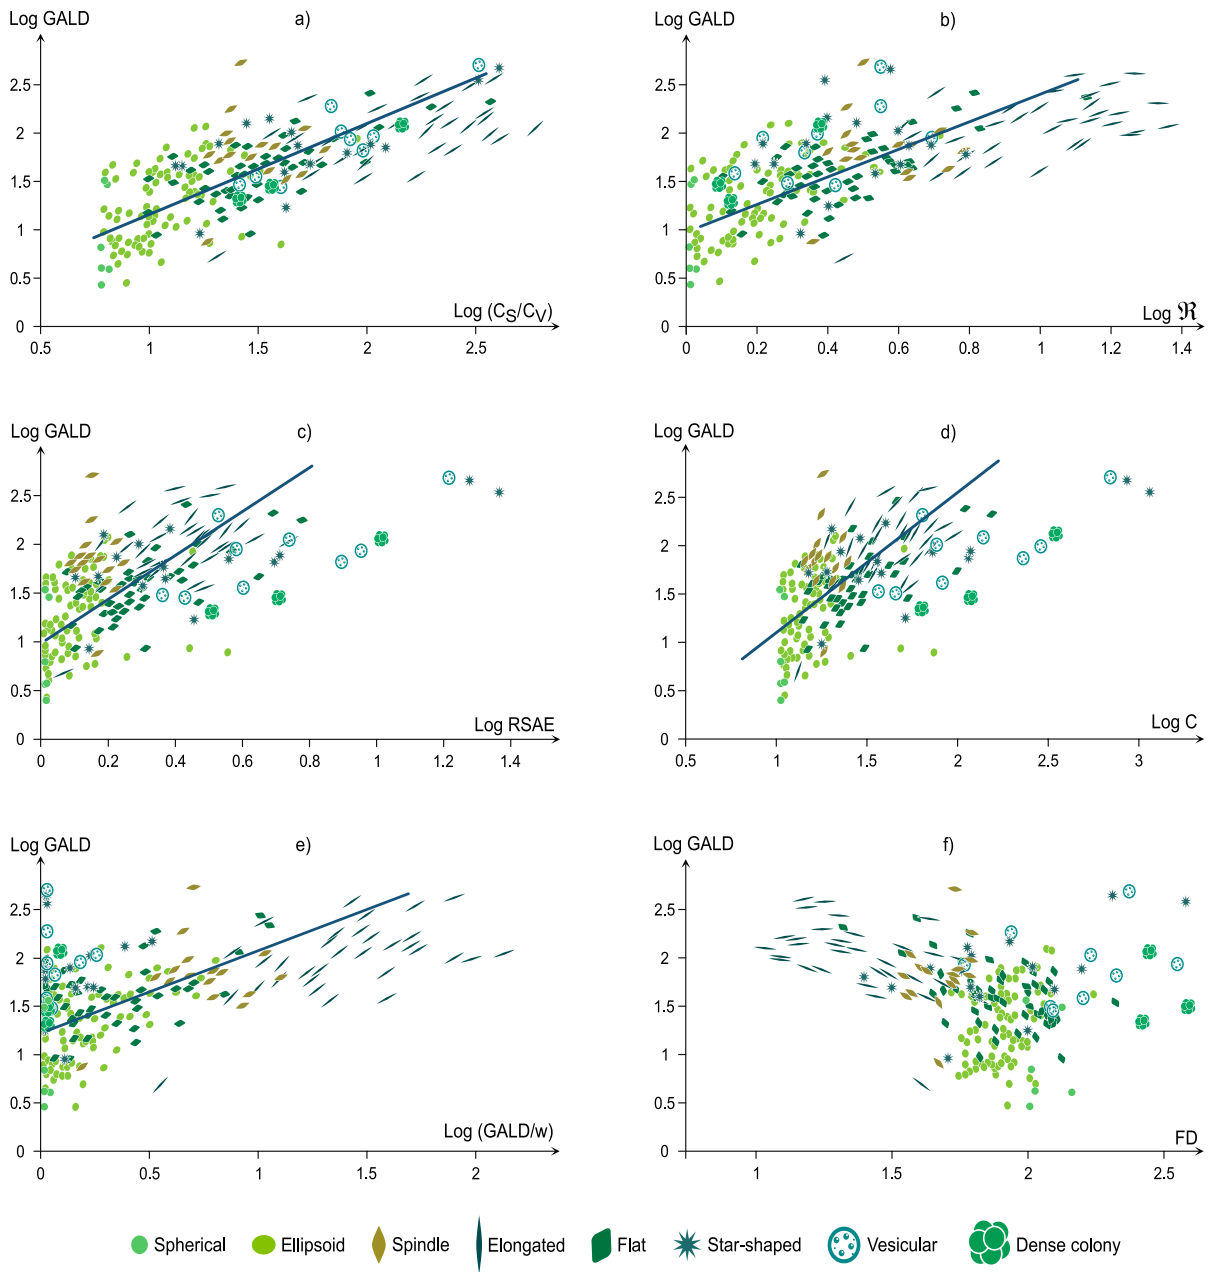 Log GALD
a)
2.5
2
1.5
1
0.5
0
0.5 1 1.5 2 2.5
Log (CS/CV)
Log GALD
b)
2.5
2
1.5
1
0.5
0
0 0.2 0.4 0.6 0.8 1 1.2 1.4
Log ℜ
Log GALD
c)
2.5
2
1.5
1
0.5
0
0 0.2 0.4 0.6 0.8 1 1.2 1.4
Log RSAE
Log GALD
d)
2.5
2
1.5
1
0.5
0
0.5 1 1.5 2 2.5 3
Log C
Log GALD
e)
2.5
2
1.5
1
0.5
0
0 0.5 1 1.5 2
Log (GALD/w)
Log GALD
f)
2.5
2
1.5
1
0.5
0
1 1.5 2 2.5
FD
Spherical Ellipsoid Spindle Elongated Flat Star-shaped Vesicular Dense colony